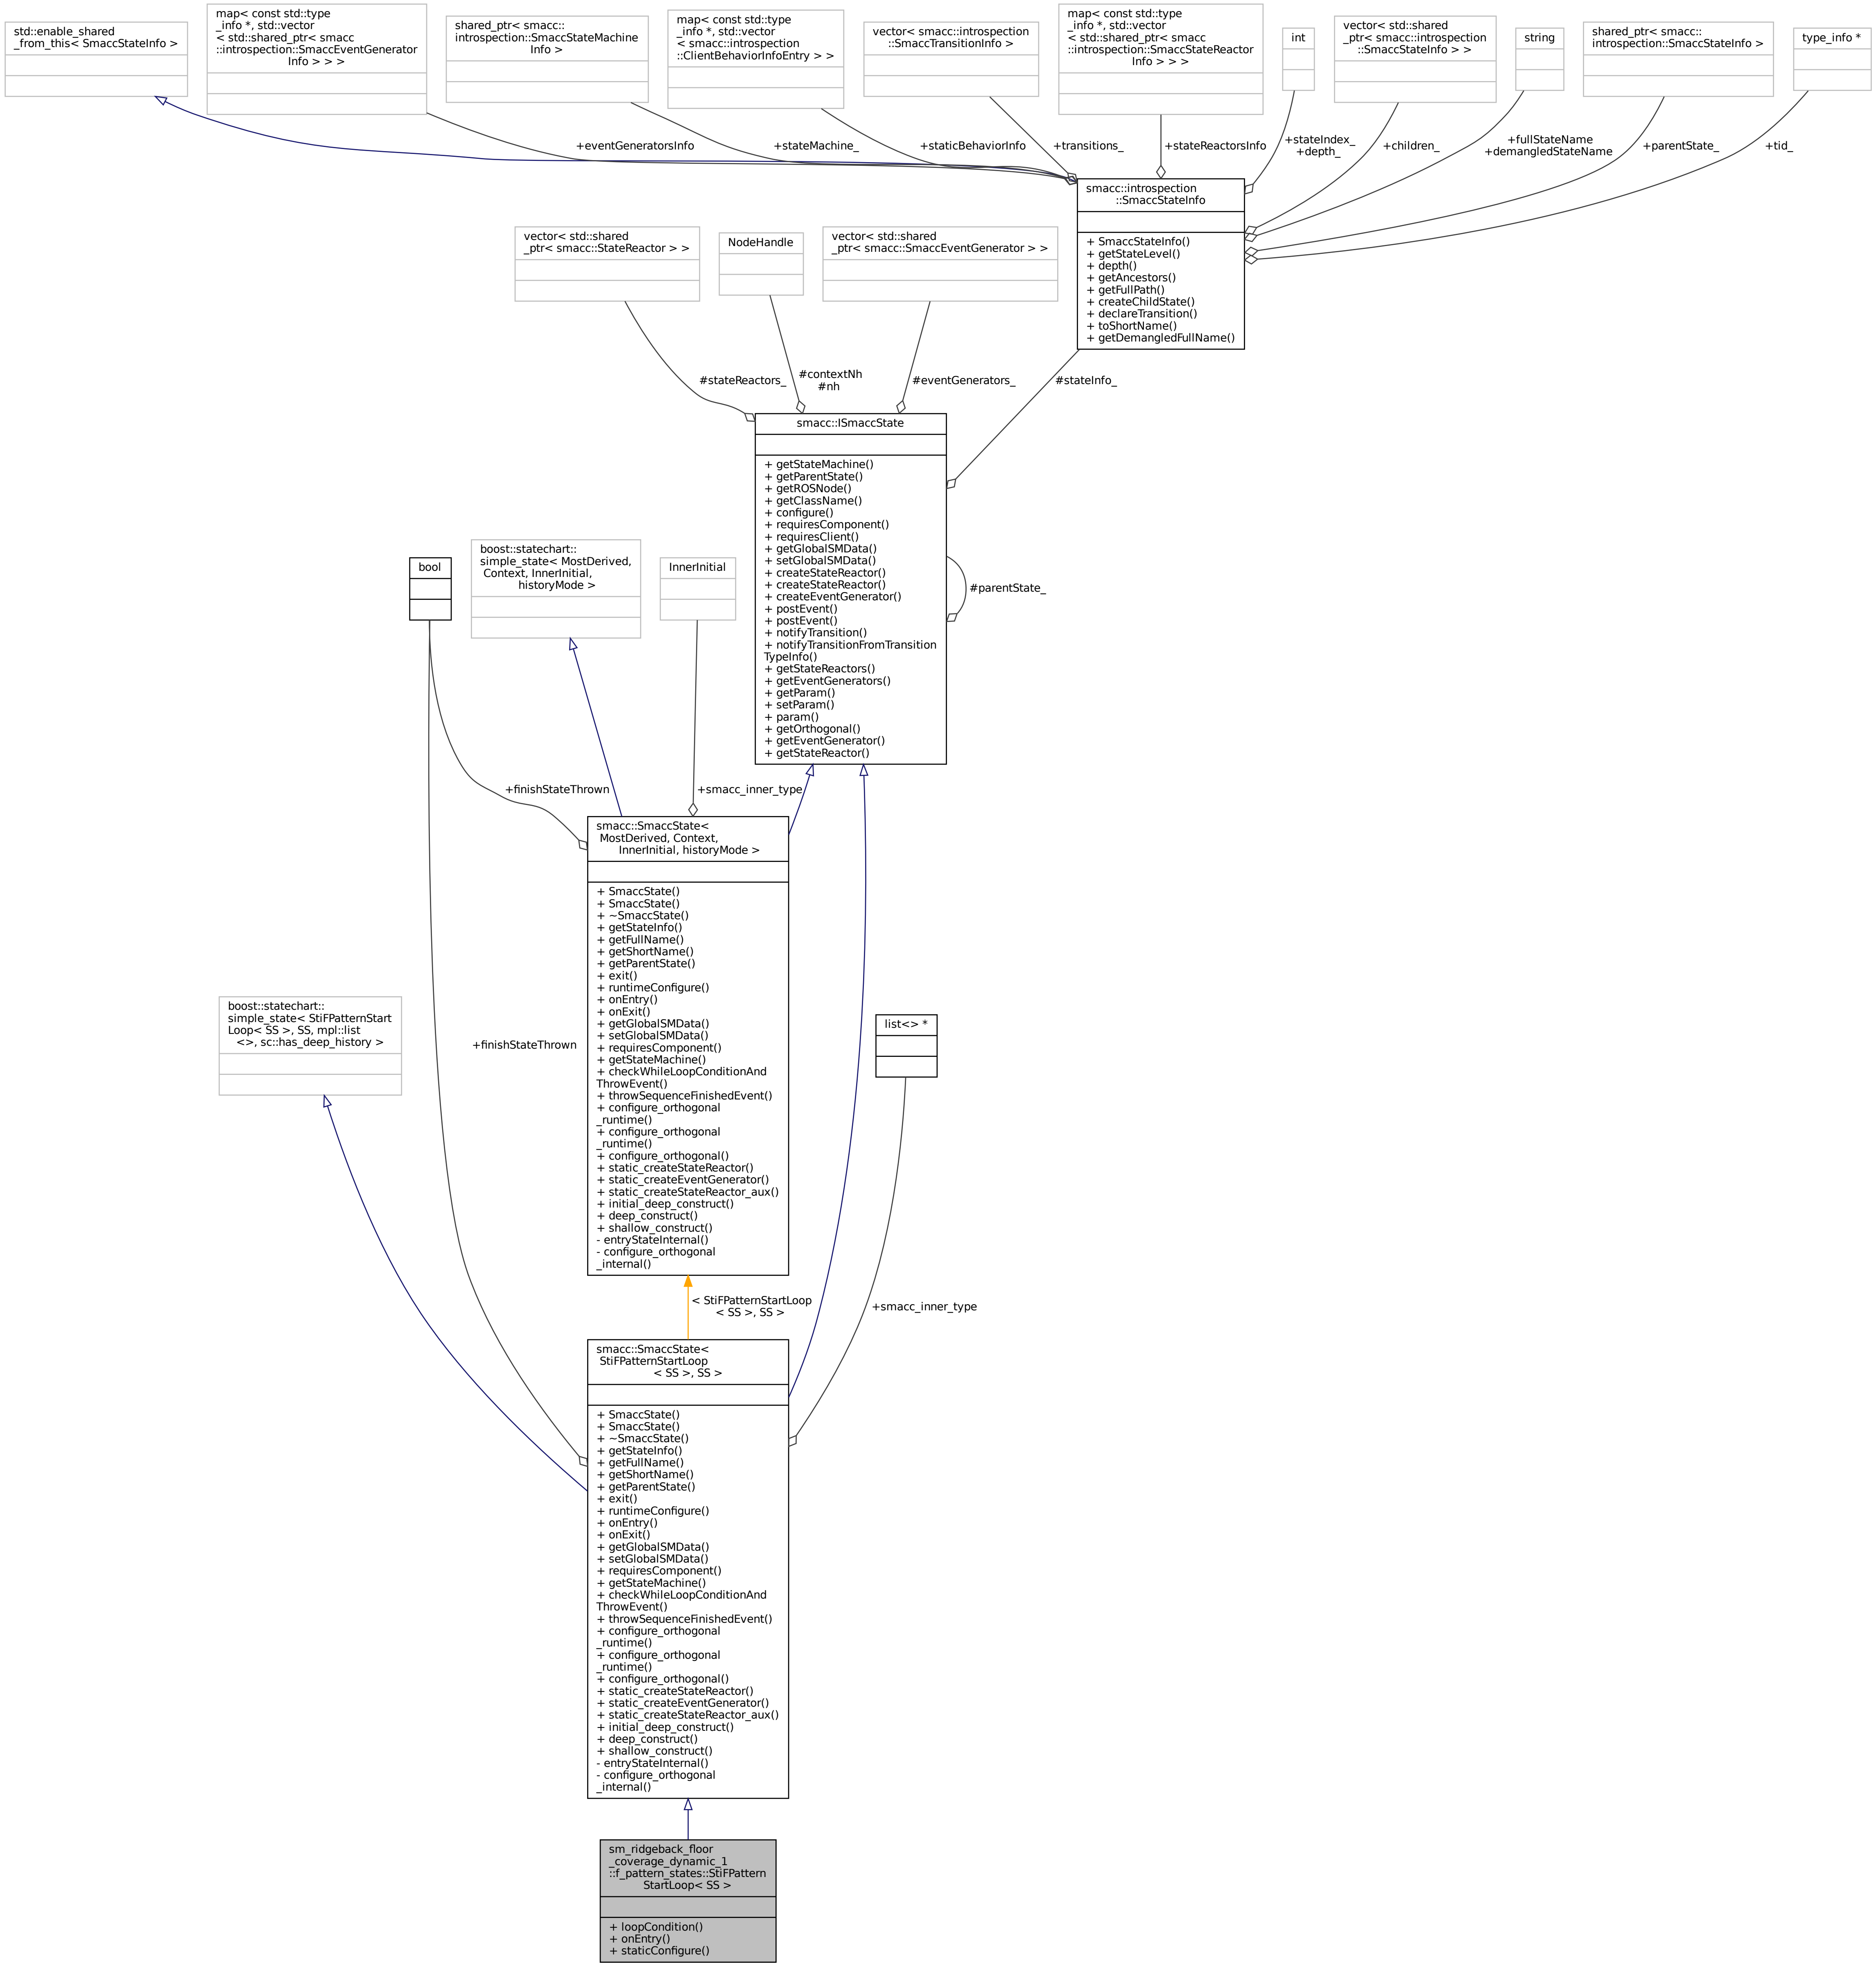 std::enable_shared
_from_this< SmaccStateInfo >
map< const std::type
_info *, std::vector
< std::shared_ptr< smacc
::introspection::SmaccEventGenerator
Info > > >
shared_ptr< smacc::
introspection::SmaccStateMachine
Info >
map< const std::type
_info *, std::vector
< smacc::introspection
::ClientBehaviorInfoEntry > >
vector< smacc::introspection
::SmaccTransitionInfo >
map< const std::type
_info *, std::vector
< std::shared_ptr< smacc
::introspection::SmaccStateReactor
Info > > >
int
vector< std::shared
_ptr< smacc::introspection
::SmaccStateInfo > >
string
shared_ptr< smacc::
introspection::SmaccStateInfo >
type_info *
+eventGeneratorsInfo
+stateMachine_
+staticBehaviorInfo
+transitions_
+stateReactorsInfo
+stateIndex_
+depth_
+children_
+fullStateName
+demangledStateName
+parentState_
+tid_
smacc::introspection
::SmaccStateInfo
+ SmaccStateInfo()
+ getStateLevel()
+ depth()
+ getAncestors()
+ getFullPath()
+ createChildState()
+ declareTransition()
+ toShortName()
+ getDemangledFullName()
vector< std::shared
_ptr< smacc::StateReactor > >
NodeHandle
vector< std::shared
_ptr< smacc::SmaccEventGenerator > >
#stateReactors_
#contextNh
#nh
#eventGenerators_
#stateInfo_
smacc::ISmaccState
+ getStateMachine()
+ getParentState()
+ getROSNode()
+ getClassName()
+ configure()
+ requiresComponent()
+ requiresClient()
+ getGlobalSMData()
+ setGlobalSMData()
+ createStateReactor()
+ createStateReactor()
+ createEventGenerator()
+ postEvent()
+ postEvent()
+ notifyTransition()
+ notifyTransitionFromTransition
TypeInfo()
+ getStateReactors()
+ getEventGenerators()
+ getParam()
+ setParam()
+ param()
+ getOrthogonal()
+ getEventGenerator()
+ getStateReactor()
#parentState_
bool
boost::statechart::
simple_state< MostDerived,
Context, InnerInitial,
historyMode >
InnerInitial
+finishStateThrown
+smacc_inner_type
smacc::SmaccState<
MostDerived, Context,
InnerInitial, historyMode >
+ SmaccState()
+ SmaccState()
+ ~SmaccState()
+ getStateInfo()
+ getFullName()
+ getShortName()
+ getParentState()
+ exit()
+ runtimeConfigure()
+ onEntry()
+ onExit()
+ getGlobalSMData()
+ setGlobalSMData()
+ requiresComponent()
+ getStateMachine()
+ checkWhileLoopConditionAnd
ThrowEvent()
+ throwSequenceFinishedEvent()
+ configure_orthogonal
_runtime()
+ configure_orthogonal
_runtime()
+ configure_orthogonal()
+ static_createStateReactor()
+ static_createEventGenerator()
+ static_createStateReactor_aux()
+ initial_deep_construct()
+ deep_construct()
+ shallow_construct()
- entryStateInternal()
- configure_orthogonal
_internal()
boost::statechart::
simple_state< StiFPatternStart
Loop< SS >, SS, mpl::list
<>, sc::has_deep_history >
+finishStateThrown
list<> *
< StiFPatternStartLoop
< SS >, SS >
+smacc_inner_type
smacc::SmaccState<
StiFPatternStartLoop
< SS >, SS >
+ SmaccState()
+ SmaccState()
+ ~SmaccState()
+ getStateInfo()
+ getFullName()
+ getShortName()
+ getParentState()
+ exit()
+ runtimeConfigure()
+ onEntry()
+ onExit()
+ getGlobalSMData()
+ setGlobalSMData()
+ requiresComponent()
+ getStateMachine()
+ checkWhileLoopConditionAnd
ThrowEvent()
+ throwSequenceFinishedEvent()
+ configure_orthogonal
_runtime()
+ configure_orthogonal
_runtime()
+ configure_orthogonal()
+ static_createStateReactor()
+ static_createEventGenerator()
+ static_createStateReactor_aux()
+ initial_deep_construct()
+ deep_construct()
+ shallow_construct()
- entryStateInternal()
- configure_orthogonal
_internal()
sm_ridgeback_floor
_coverage_dynamic_1
::f_pattern_states::StiFPattern
StartLoop< SS >
+ loopCondition()
+ onEntry()
+ staticConfigure()